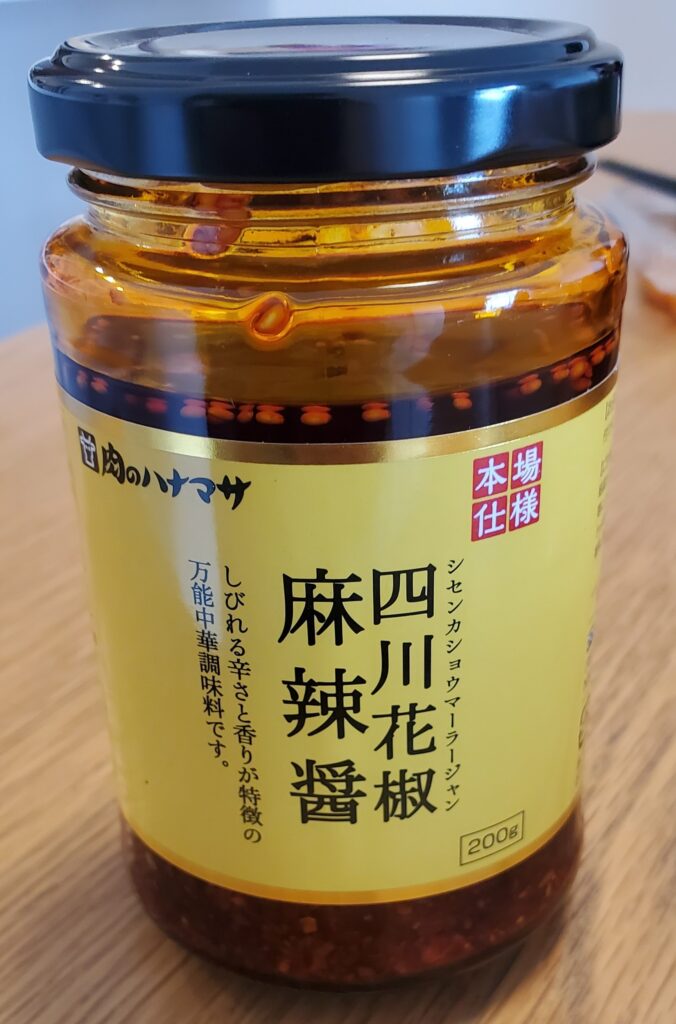 肉のハナマサ
本場
仕様
シセンカショウマーラージャン
四川花椒
麻辣醤
しびれる辛さと香りが特徴の
万能中華調味料です。
200g